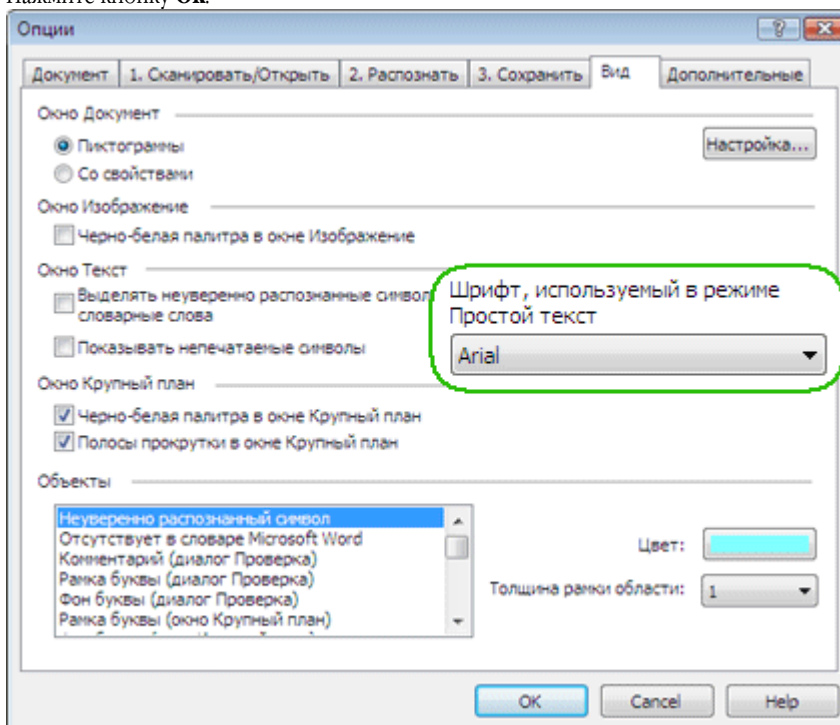 Нажмите кнопку ОК.
Опции
Документ 1. Сканировать/Открыть 2. Распознать 3. Сохранить Вид Дополнительные
Окно Документ
Пиктограммы
Настройка...
Со свойствами
Окно Изображение
Черно-белая палитра в окне Изображение
Окно Текст
Выделять неуверенно распознанные символ
словарные слова
Показывать непечатаемые символы
Шрифт, используемый в режиме
Простой текст
Arial
Окно Крупный план
Черно-белая палитра в окне Крупный план
Полосы прокрутки в окне Крупный план
Объекты
Неуверенно распознанный символ
Отсутствует в словаре Microsoft Word
Комментарий (диалог Проверка)
Рамка буквы (диалог Проверка)
Фон буквы (диалог Проверка)
Рамка буквы (окно Крупный план)
Цвет:
Толщина рамки области: 1
OK Cancel Help